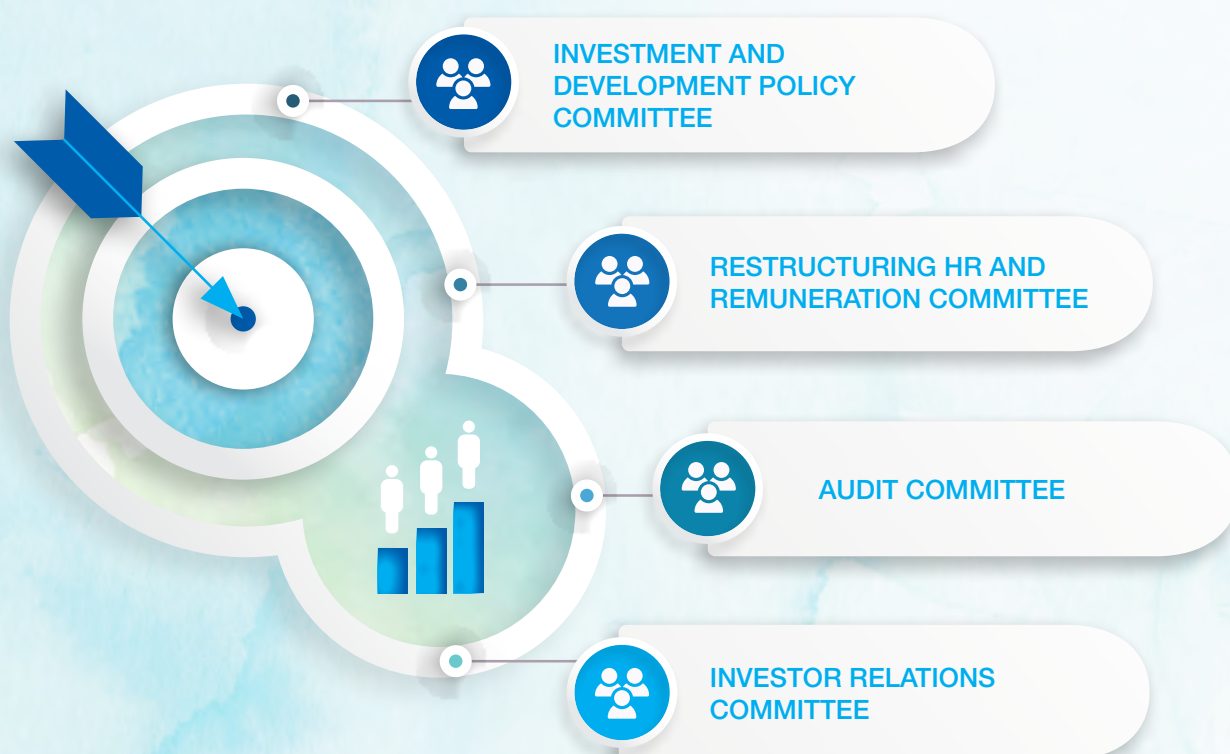 INVESTMENT AND
DEVELOPMENT POLICY
COMMITTEE
RESTRUCTURING HR AND
REMUNERATION COMMITTEE
AUDIT COMMITTEE
INVESTOR RELATIONS
COMMITTEE